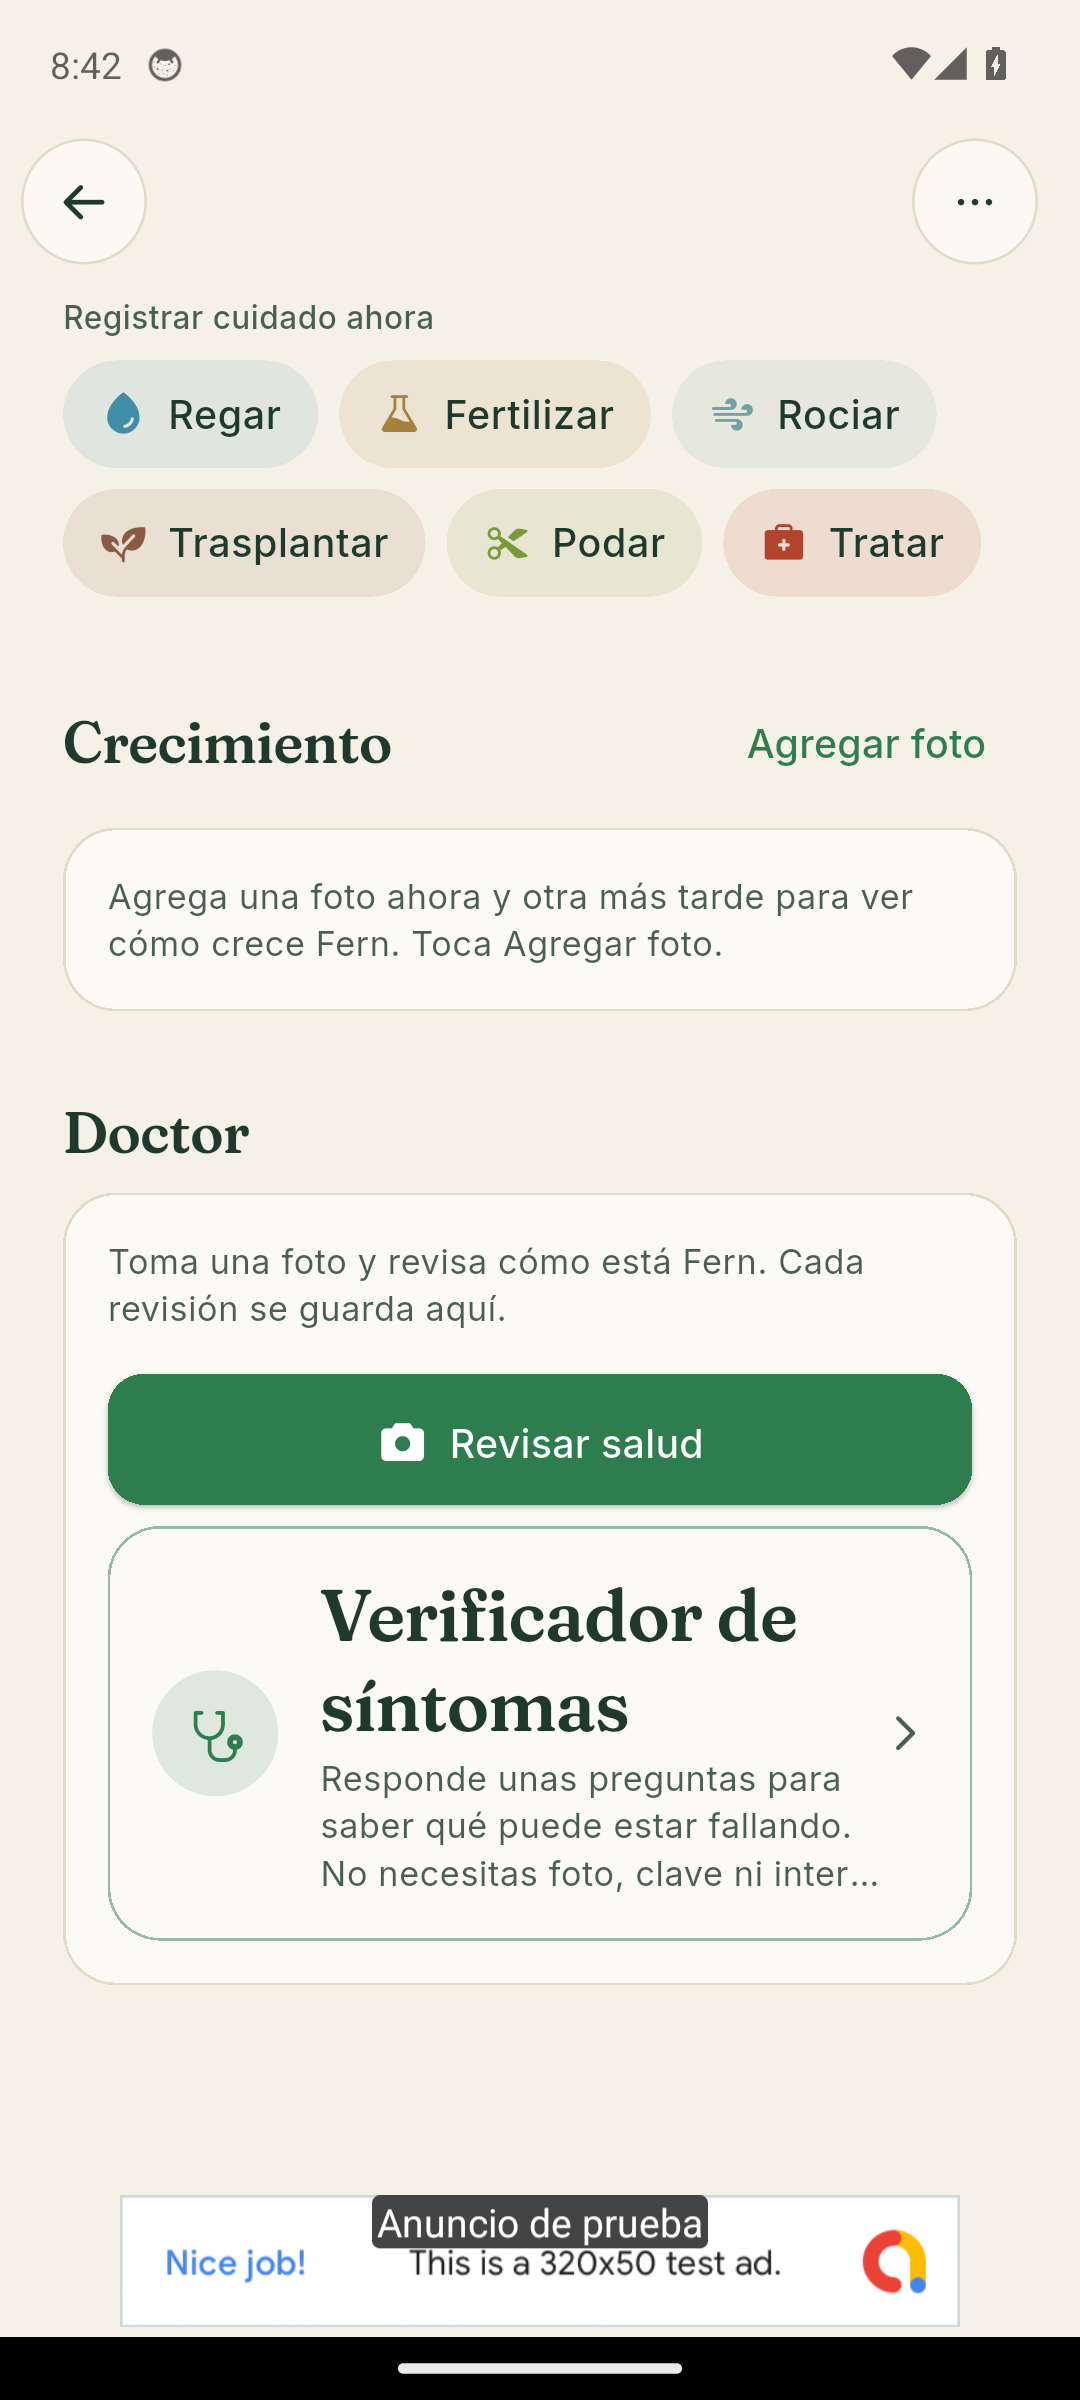 8:42
Registrar cuidado ahora
Regar
Fertilizar
Rociar
Trasplantar
Podar
Tratar
Crecimiento
Agregar foto
Agrega una foto ahora y otra más tarde para ver
cómo crece Fern. Toca Agregar foto.
Doctor
Toma una foto y revisa cómo está Fern. Cada
revisión se guarda aquí.
Revisar salud
Verificador de
síntomas
Responde unas preguntas para
saber qué puede estar fallando.
No necesitas foto, clave ni inter...
Anuncio de prueba
Nice job!
This is a 320x50 test ad.